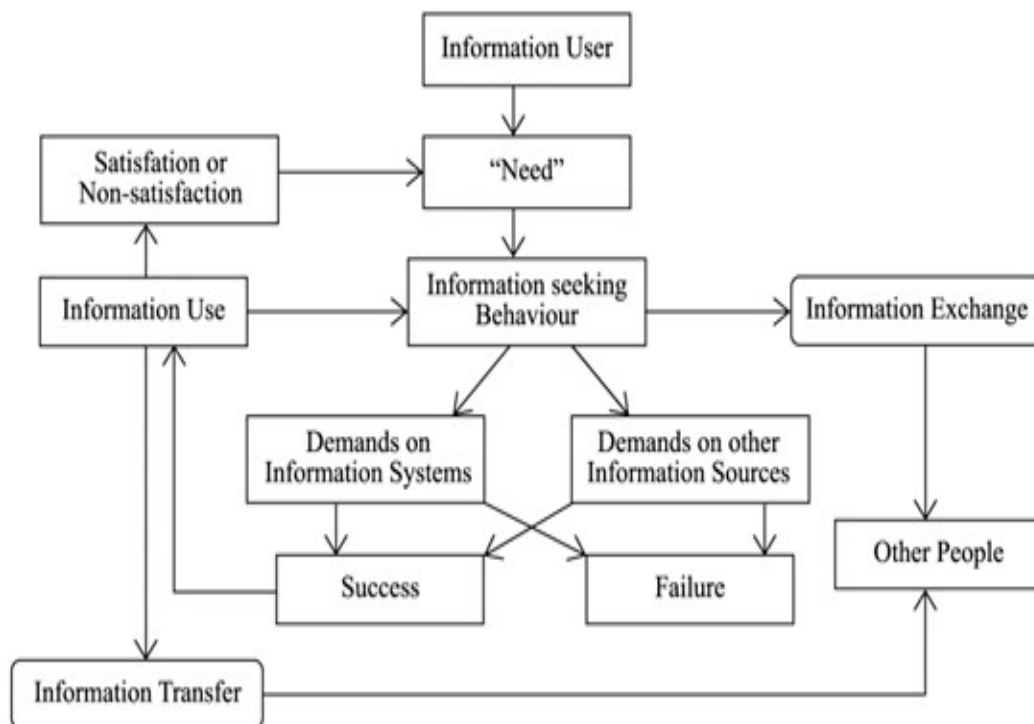 Information User
Satisfation or
Non-satisfaction
“Need”
Information Use
Information seeking
Behaviour
Information Exchange
Demands on
Information Systems
Demands on other
Information Sources
Success
Failure
Other People
Information Transfer